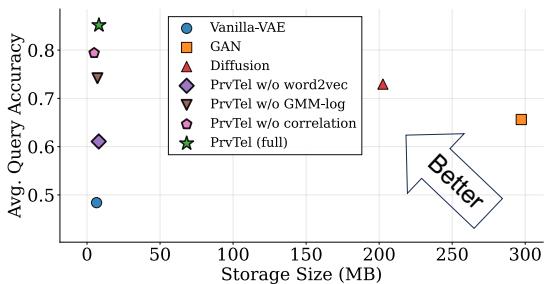 Avg. Query Accuracy
0.8
0.7
0.6
0.5
Vanilla-VAE
GAN
Diffusion
PrvTel w/o word2vec
PrvTel w/o GMM-log
PrvTel w/o correlation
PrvTel (full)
Better
0 50 100 150 200 250 300
Storage Size (MB)